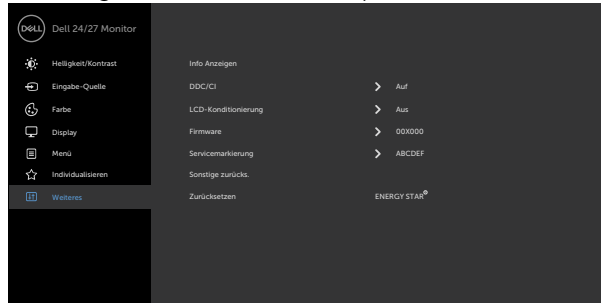 DELL Dell 24/27 Monitor
Helligkeit/Kontrast Info Anzeigen
Eingabe-Quelle DDC/CI Auf
Farbe LCD-Konditionierung Aus
Display Firmware 00X000
Menü Servicemarkierung ABCDEF
Individualisieren Sonstige zurücks.
Weiteres Zurücksetzen ENERGY STAR®